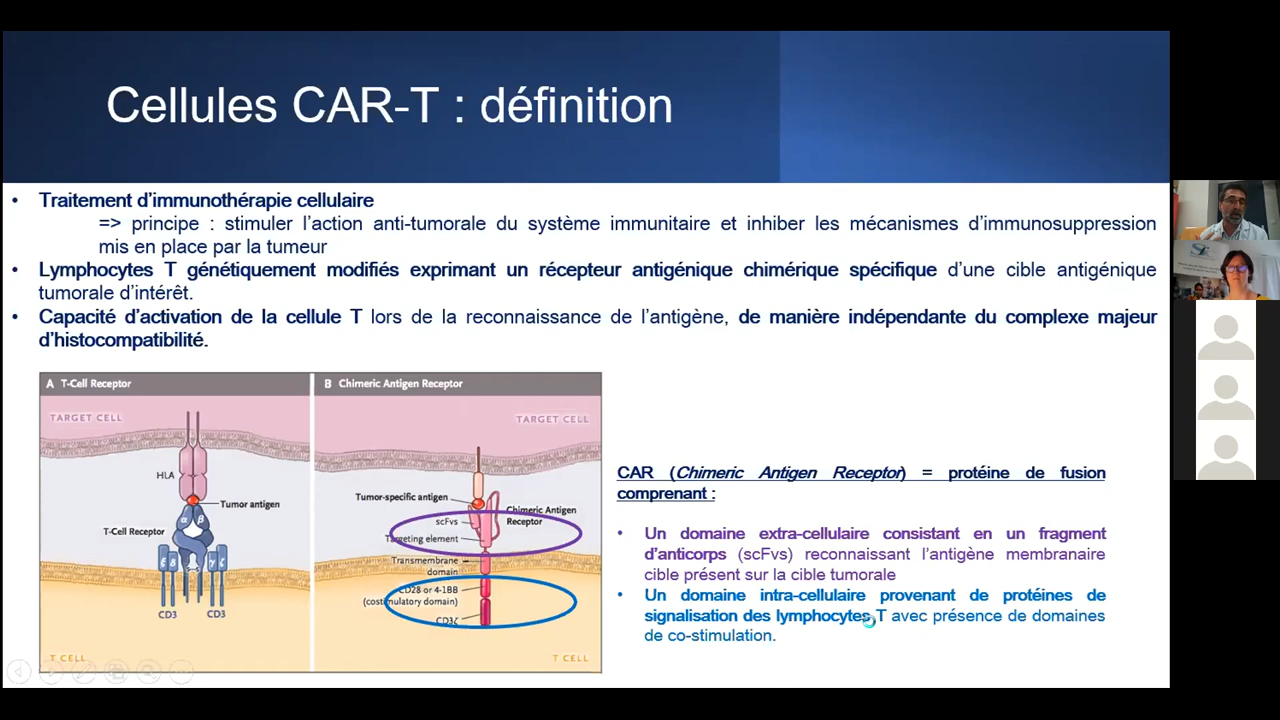 Cellules CAR-T : définition
• Traitement d’immunothérapie cellulaire
=> principe : stimuler l’action anti-tumorale du système immunitaire et inhiber les mécanismes d’immunosuppression
mis en place par la tumeur
• Lymphocytes T génétiquement modifiés exprimant un récepteur antigénique chimérique spécifique d’une cible antigénique
tumorale d’intérêt.
• Capacité d’activation de la cellule T lors de la reconnaissance de l’antigène, de manière indépendante du complexe majeur
d’histocompatibilité.
A T-Cell Receptor
TARGET CELL
HLA
Tumor antigen
α β
T-Cell Receptor
ξ δ γ ζ
ε ε
CD3 CD3
T CELL
B Chimeric Antigen Receptor
TARGET CELL
Tumor-specific antigen
Chimeric Antigen
Receptor
scFvs
Targeting element
Transmembrane
domain
CD28 or 4-1BB
(costimulatory domain)
CD3ζ
T CELL
CAR (Chimeric Antigen Receptor) = protéine de fusion
comprenant :
• Un domaine extra-cellulaire consistant en un fragment
d’anticorps (scFvs) reconnaissant l’antigène membranaire
cible présent sur la cible tumorale
• Un domaine intra-cellulaire provenant de protéines de
signalisation des lymphocytes T avec présence de domaines
de co-stimulation.